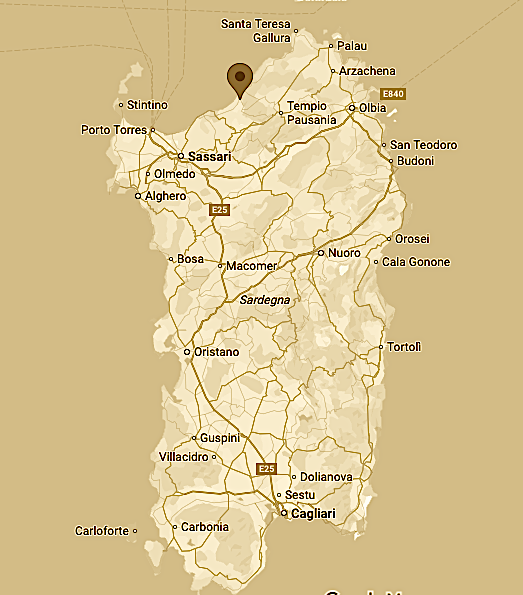 Santa Teresa
Gallura
Palau
Arzachena
E840
Stintino
Tempio
Pausania
Olbia
Porto Torres
San Teodoro
Sassari
Budoni
Olmedo
Alghero
E25
Orosei
Nuoro
Bosa
Cala Gonone
Macomer
Sardegna
Tortolì
Oristano
Guspini
Villacidro
E25
Dolianova
Sestu
Cagliari
Carbonia
Carloforte